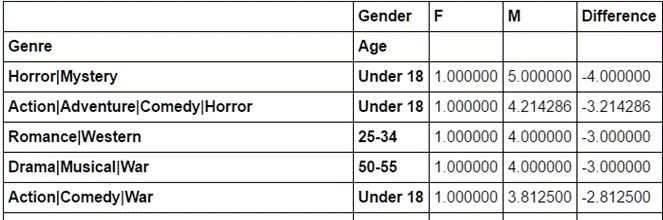 Gender F M Difference
Genre Age
Horror|Mystery Under 18 1.000000 5.000000 -4.000000
Action|Adventure|Comedy|Horror Under 18 1.000000 4.214286 -3.214286
Romance|Western 25-34 1.000000 4.000000 -3.000000
Drama|Musical|War 50-55 1.000000 4.000000 -3.000000
Action|Comedy|War Under 18 1.000000 3.812500 -2.812500